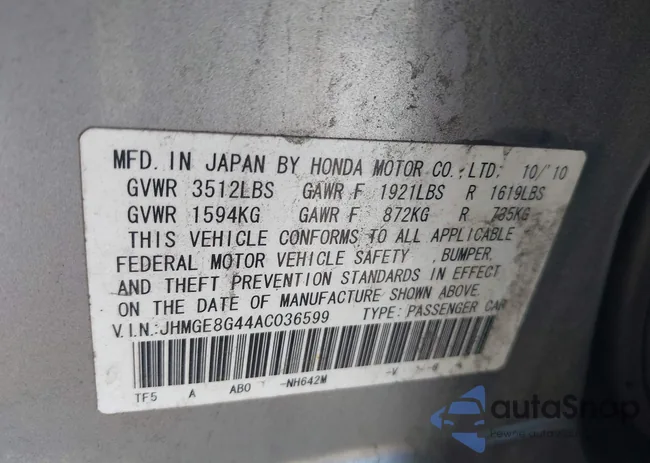 MFD. IN JAPAN BY HONDA MOTOR CO., LTD. 10/'10
GVWR 3512LBS GAWR F 1921LBS R 1619LBS
GVWR 1594KG GAWR F 872KG R 735KG
THIS VEHICLE CONFORMS TO ALL APPLICABLE
FEDERAL MOTOR VEHICLE SAFETY , BUMPER,
AND THEFT PREVENTION STANDARDS IN EFFECT
ON THE DATE OF MANUFACTURE SHOWN ABOVE.
V.I.N.:JHMGE8G44AC036599 TYPE: PASSENGER CAR
TF5 A AB0 -NH642M -V
autoSnap